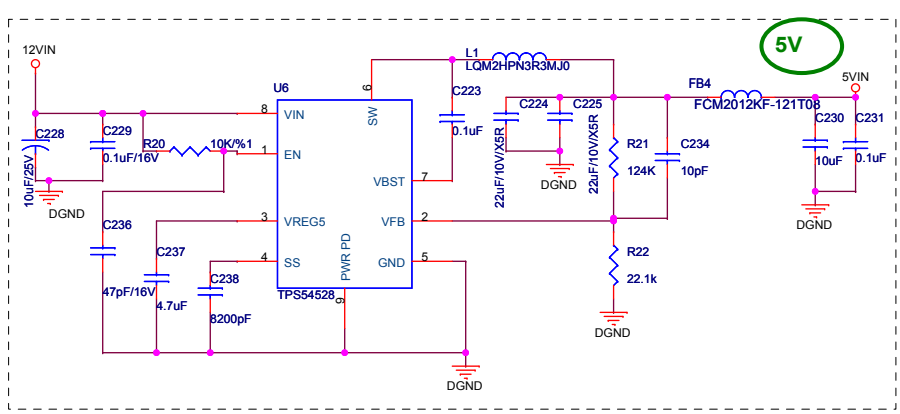 5V
12VIN
L1
LQM2HPN3R3MJ0
U6
FB4
5VIN
FCM2012KF-121T08
C228
10uF/25V
C229
0.1uF/16V
R20
10K/%1
8
VIN
1
EN
3
VREG5
4
SS
6
SW
VBST
7
VFB
2
GND
5
PWR PD
9
TPS54528
C223
0.1uF
C224
22uF/10V/X5R
C225
22uF/10V/X5R
DGND
R21
124K
C234
10pF
C230
10uF
C231
0.1uF
DGND
DGND
C236
47pF/16V
C237
4.7uF
C238
8200pF
R22
22.1k
DGND
DGND